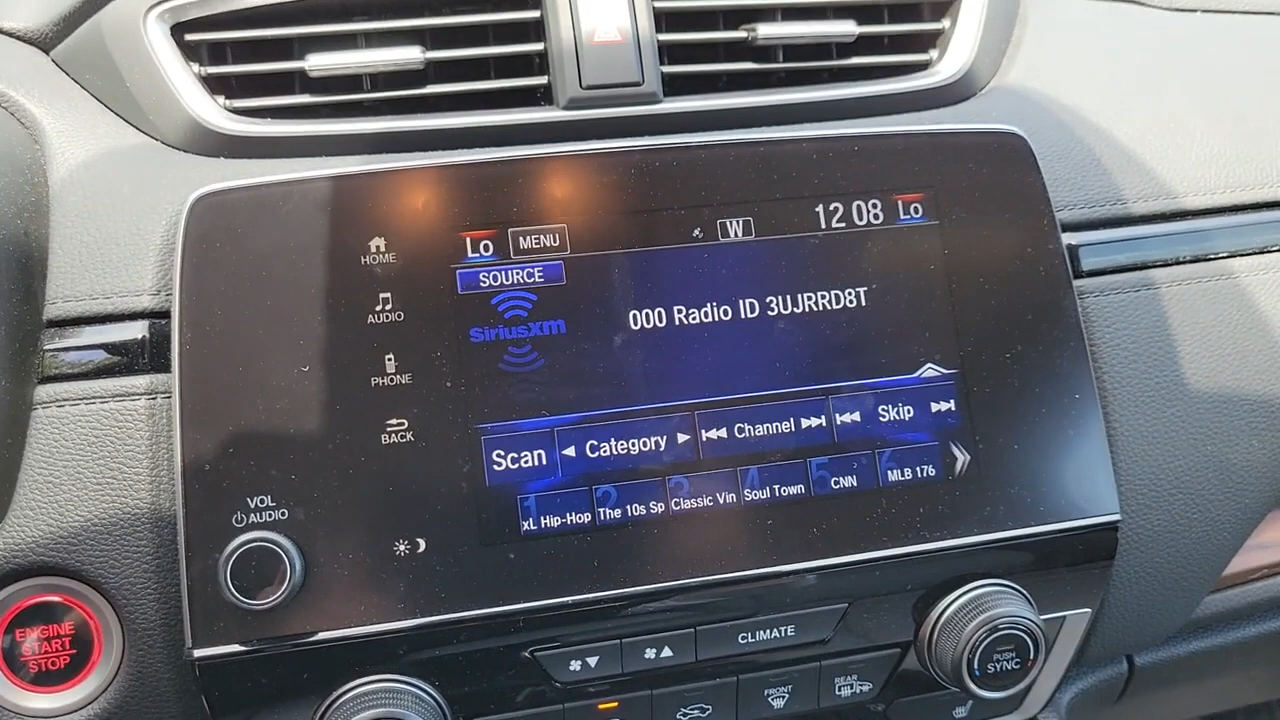 HOME
AUDIO
PHONE
BACK
VOL
AUDIO
ENGINE
START
STOP
Lo
MENU
W
12 08
Lo
SOURCE
SiriusXM
000 Radio ID 3UJRRD8T
Scan
Category
Channel
Skip
1
xL Hip-Hop
2
The 10s Sp
3
Classic Vin
4
Soul Town
5
CNN
6
MLB 176
CLIMATE
PUSH
SYNC
FRONT
REAR